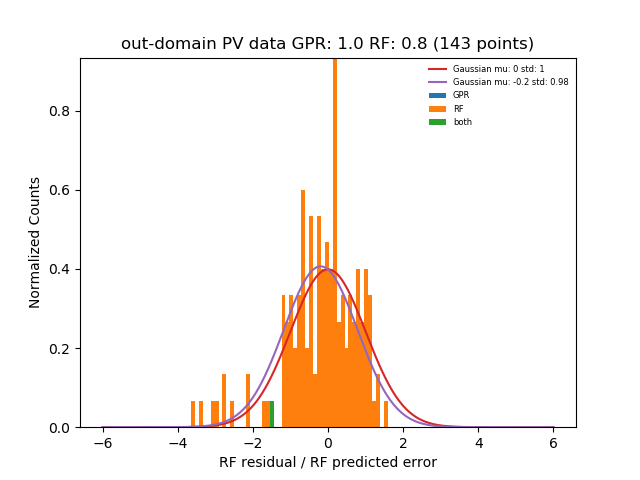 out-domain PV data GPR: 1.0 RF: 0.8 (143 points)
Gaussian mu: 0 std: 1
Gaussian mu: -0.2 std: 0.98
GPR
RF
both
Normalized Counts
0.8
0.6
0.4
0.2
0.0
−6
−4
−2
0
2
4
6
RF residual / RF predicted error